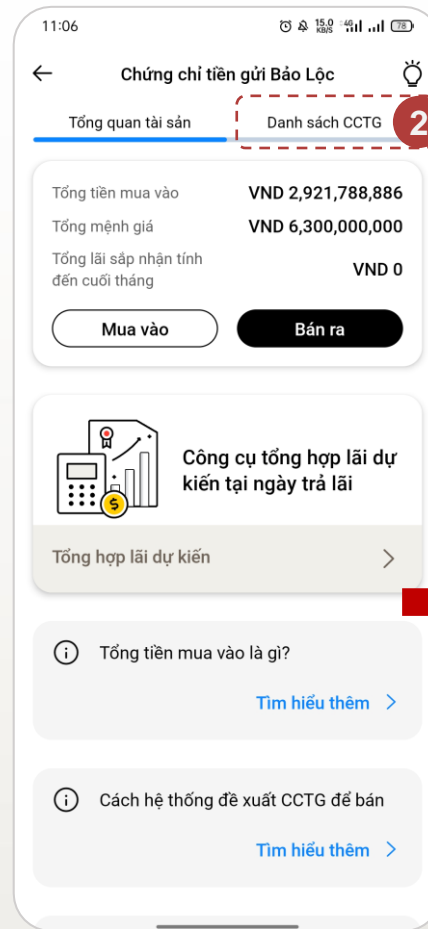 11:06
15.0 KB/S 4G 78
Chứng chỉ tiền gửi Bảo Lộc
Tổng quan tài sản
Danh sách CCTG
2
Tổng tiền mua vào VND 2,921,788,886
Tổng mệnh giá VND 6,300,000,000
Tổng lãi sắp nhận tính
đến cuối tháng
VND 0
Mua vào
Bán ra
$
Công cụ tổng hợp lãi dự
kiến tại ngày trả lãi
Tổng hợp lãi dự kiến
Tổng tiền mua vào là gì?
Tìm hiểu thêm
Cách hệ thống đề xuất CCTG để bán
Tìm hiểu thêm